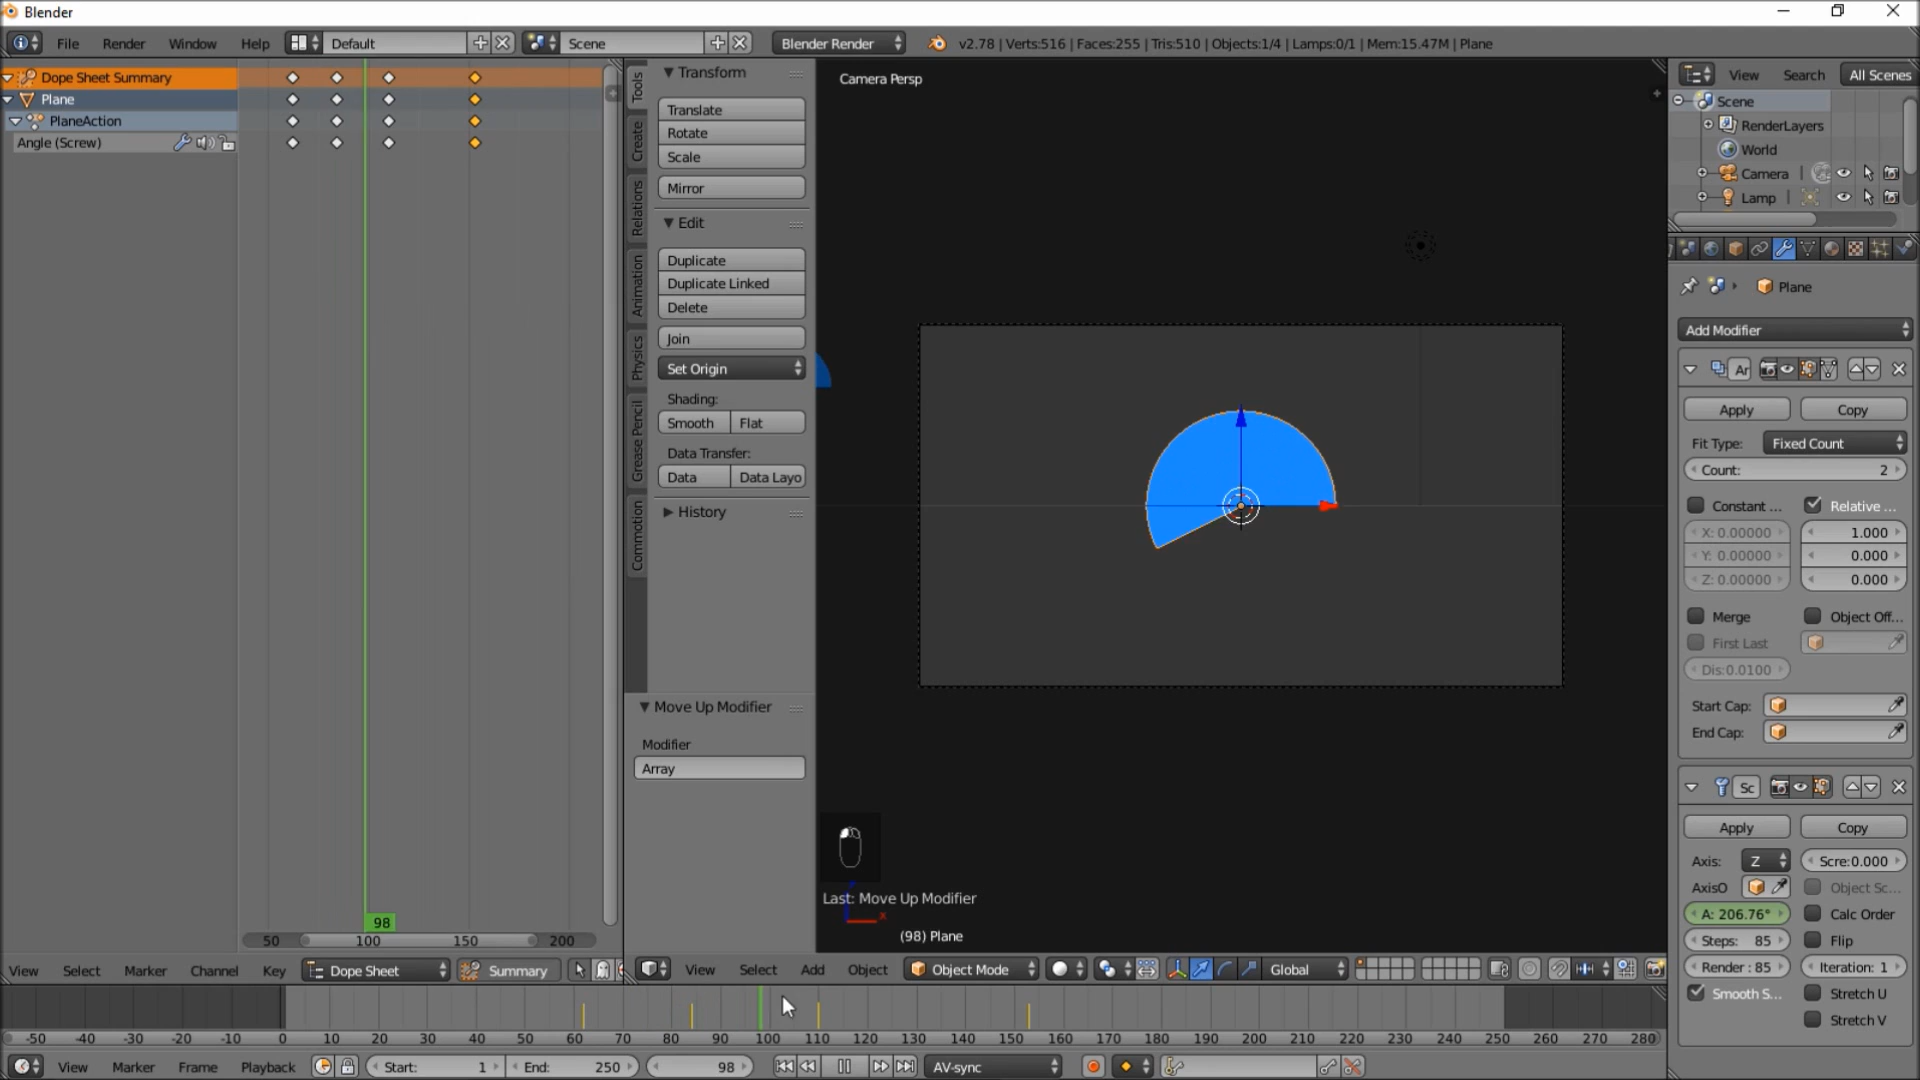 Blender
File Render Window Help Default Scene Blender Render v2.78 | Verts:516 | Faces:255 | Tris:510 | Objects:1/4 | Lamps:0/1 | Mem:15.47M | Plane
Dope Sheet Summary
Plane
PlaneAction
Angle (Screw)
98
50 100 150 200
View Select Marker Channel Key Dope Sheet Summary
Tools
Create
Relations
Animation
Physics
Grease Pencil
Commotion
Transform
Translate
Rotate
Scale
Mirror
Edit
Duplicate
Duplicate Linked
Delete
Join
Set Origin
Shading:
Smooth Flat
Data Transfer:
Data Data Layo
History
Move Up Modifier
Modifier
Array
Camera Persp
Last: Move Up Modifier
x
(98) Plane
View Select Add Object Object Mode Global
View Search All Scenes
Scene
RenderLayers
World
Camera
Lamp
Plane
Add Modifier
Ar
Apply Copy
Fit Type: Fixed Count
Count: 2
Constant ... Relative ...
X: 0.00000 1.000
Y: 0.00000 0.000
Z: 0.00000 0.000
Merge Object Off...
First Last
Dis:0.0100
Start Cap:
End Cap:
Sc
Apply Copy
Axis: Z Scre:0.000
AxisO Object Sc...
A: 206.76° Calc Order
Steps: 85 Flip
Render : 85 Iteration: 1
Smooth S... Stretch U
Stretch V
-50 -40 -30 -20 -10 0 10 20 30 40 50 60 70 80 90 100 110 120 130 140 150 160 170 180 190 200 210 220 230 240 250 260 270 280
View Marker Frame Playback Start: 1 End: 250 98 AV-sync